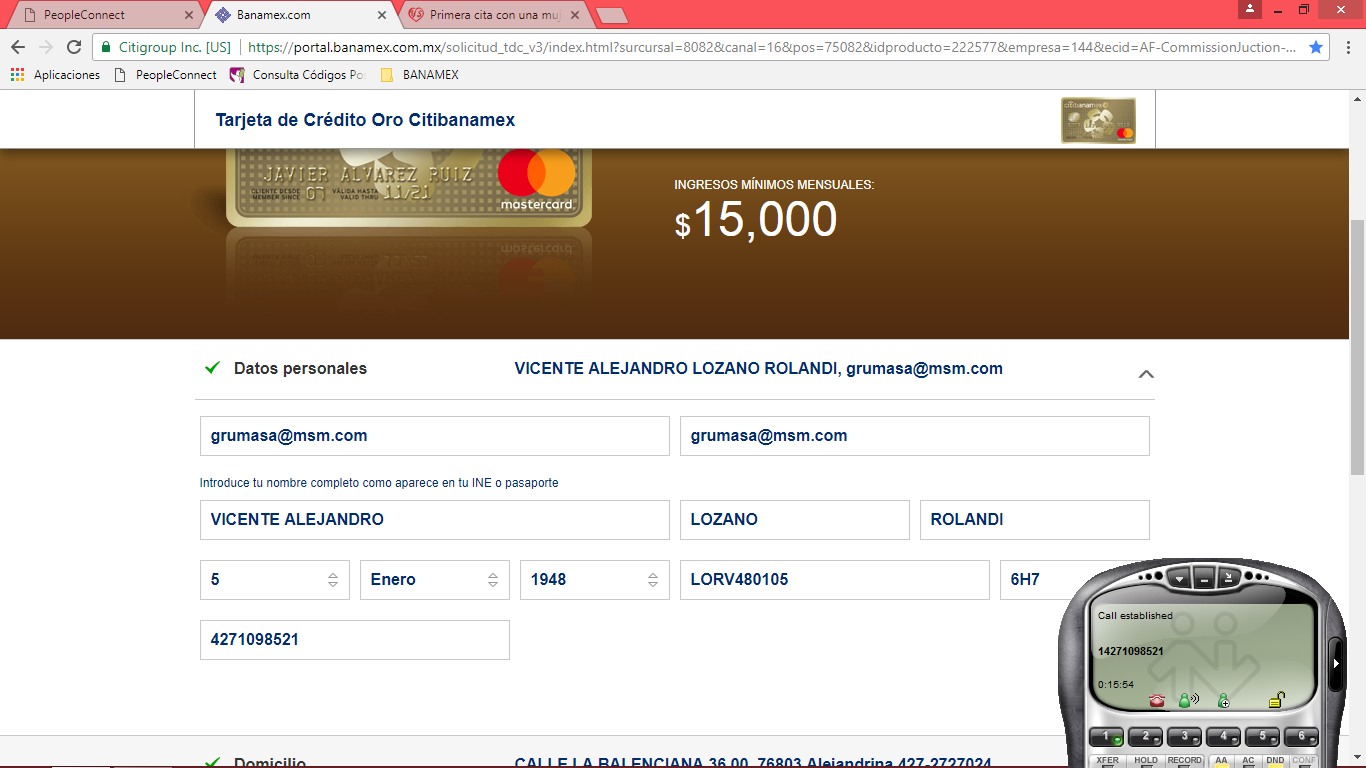 PeopleConnect
Banamex.com
Primera cita con una muj
Citigroup Inc. [US]
https://portal.banamex.com.mx/solicitud_tdc_v3/index.html?surcursal=8082&canal=16&pos=75082&idproducto=222577&empresa=144&ecid=AF-CommissionJuction-...
Aplicaciones
PeopleConnect
Consulta Códigos Po
BANAMEX
Tarjeta de Crédito Oro Citibanamex
citibanamex
JAVIER ALVAREZ RUIZ
CLIENTE DESDE
MEMBER SINCE
07
VÁLIDA HASTA
VALID THRU
11/21
mastercard
INGRESOS MÍNIMOS MENSUALES:
$15,000
Datos personales
VICENTE ALEJANDRO LOZANO ROLANDI, grumasa@msm.com
grumasa@msm.com
grumasa@msm.com
Introduce tu nombre completo como aparece en tu INE o pasaporte
VICENTE ALEJANDRO
LOZANO
ROLANDI
5
Enero
1948
LORV480105
6H7
4271098521
Call established
14271098521
0:15:54
1
2
3
4
5
6
XFER
HOLD
RECORD
AA
AC
DND
CONF
Domicilio
CALLE LA BALENCIANA 36 00, 76803 Alejandrina 427-2727024